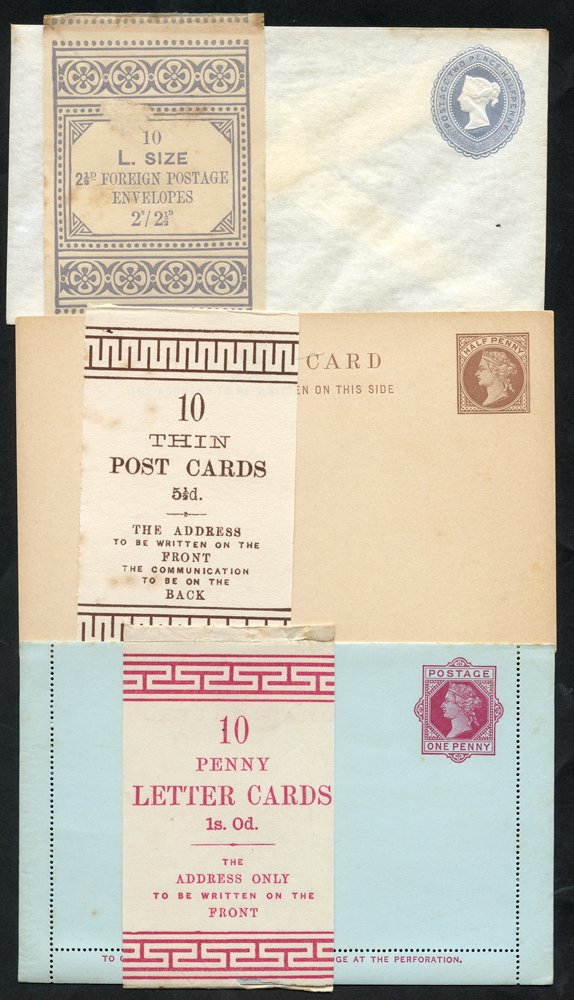 10
L. SIZE
2½D FOREIGN POSTAGE
ENVELOPES
2s/2½D
POSTAGE TWO PENCE HALFPENNY
CARD
EN ON THIS SIDE
HALF PENNY
10
THIN
POST CARDS
5½d.
THE ADDRESS
TO BE WRITTEN ON THE
FRONT
THE COMMUNICATION
TO BE ON THE
BACK
POSTAGE
ONE PENNY
10
PENNY
LETTER CARDS
1s. 0d.
THE
ADDRESS ONLY
TO BE WRITTEN ON THE
FRONT
TO GE AT THE PERFORATION.